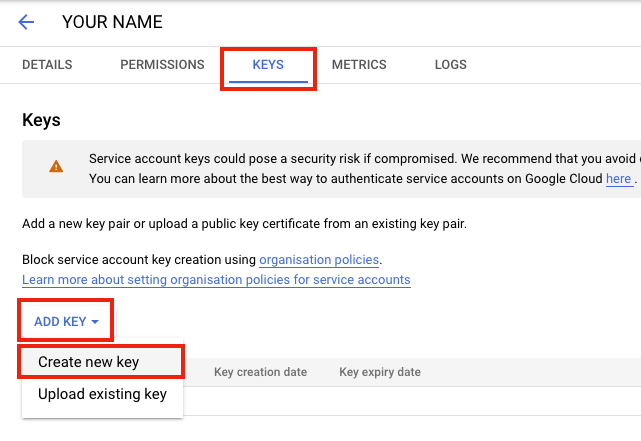 YOUR NAME
DETAILS PERMISSIONS KEYS METRICS LOGS
Keys
Service account keys could pose a security risk if compromised. We recommend that you avoid
You can learn more about the best way to authenticate service accounts on Google Cloud here .
Add a new key pair or upload a public key certificate from an existing key pair.
Block service account key creation using organisation policies.
Learn more about setting organisation policies for service accounts
ADD KEY
Create new key
Key creation date Key expiry date
Upload existing key